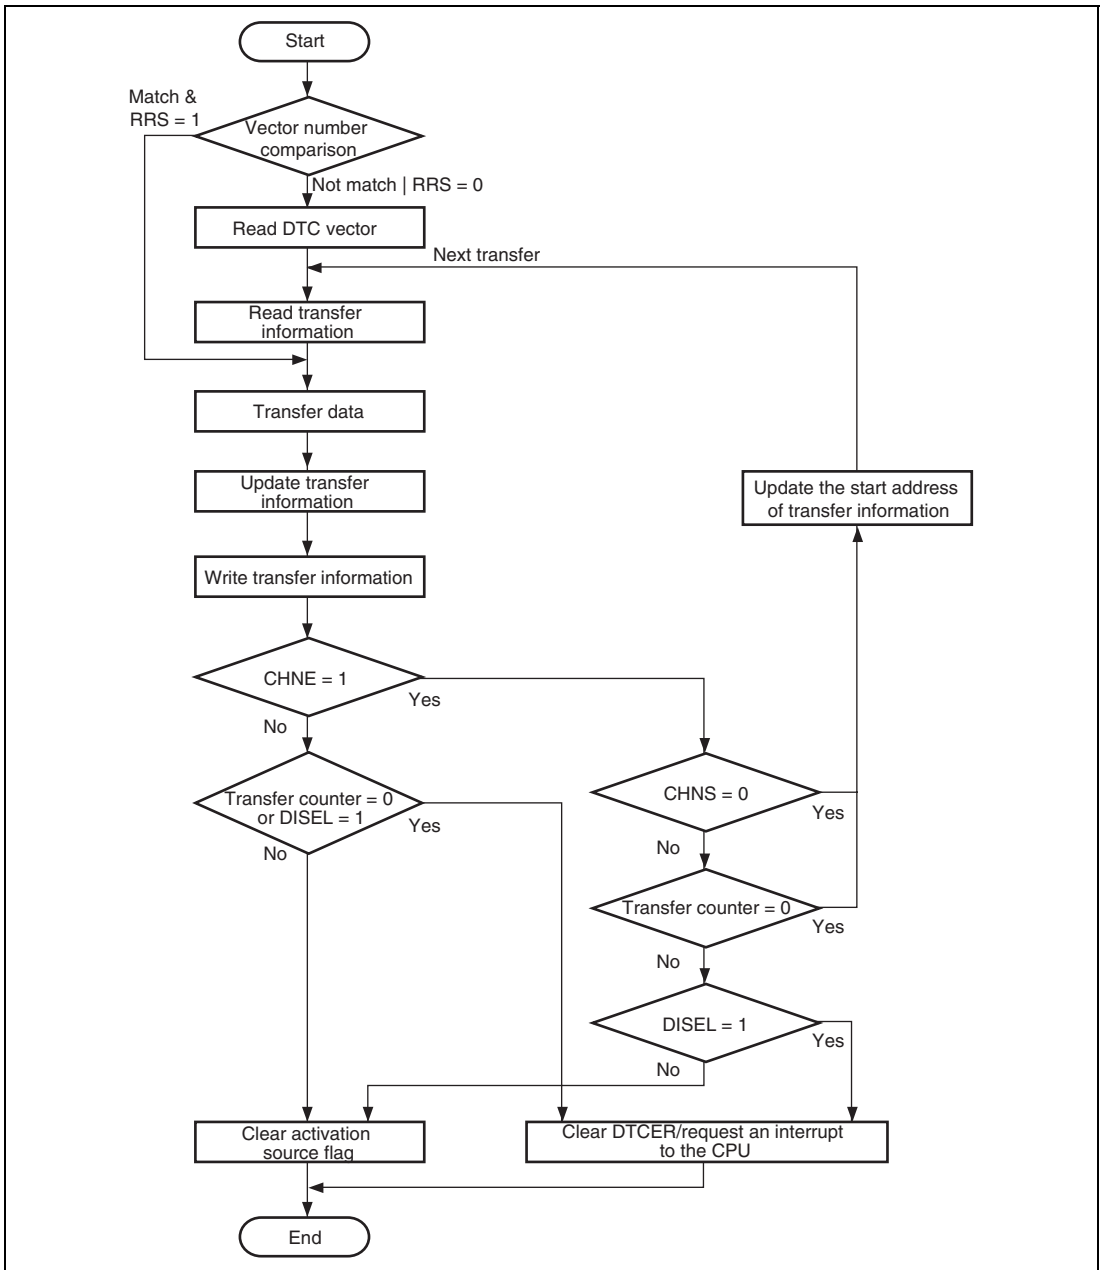 Start
Match &
RRS = 1
Vector number
comparison
Not match | RRS = 0
Read DTC vector
Next transfer
Read transfer
information
Transfer data
Update transfer
information
Update the start address
of transfer information
Write transfer information
CHNE = 1
Yes
No
Transfer counter = 0
or DISEL = 1
Yes
No
CHNS = 0
Yes
No
Transfer counter = 0
Yes
No
DISEL = 1
Yes
No
Clear activation
source flag
Clear DTCER/request an interrupt
to the CPU
End